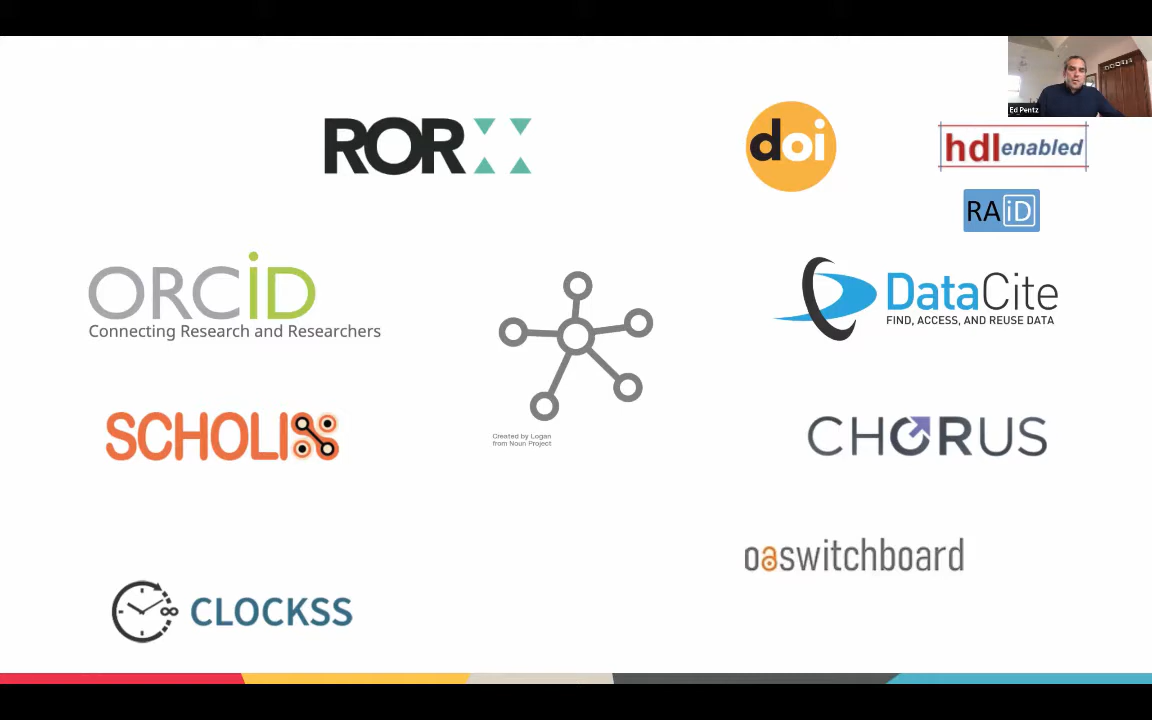 Ed Pentz
ROR
doi
hdl enabled
RAiD
ORCiD
Connecting Research and Researchers
DataCite
FIND, ACCESS, AND REUSE DATA
SCHOLIX
CHORUS
Created by Logan
from Noun Project
oaswitchboard
CLOCKSS